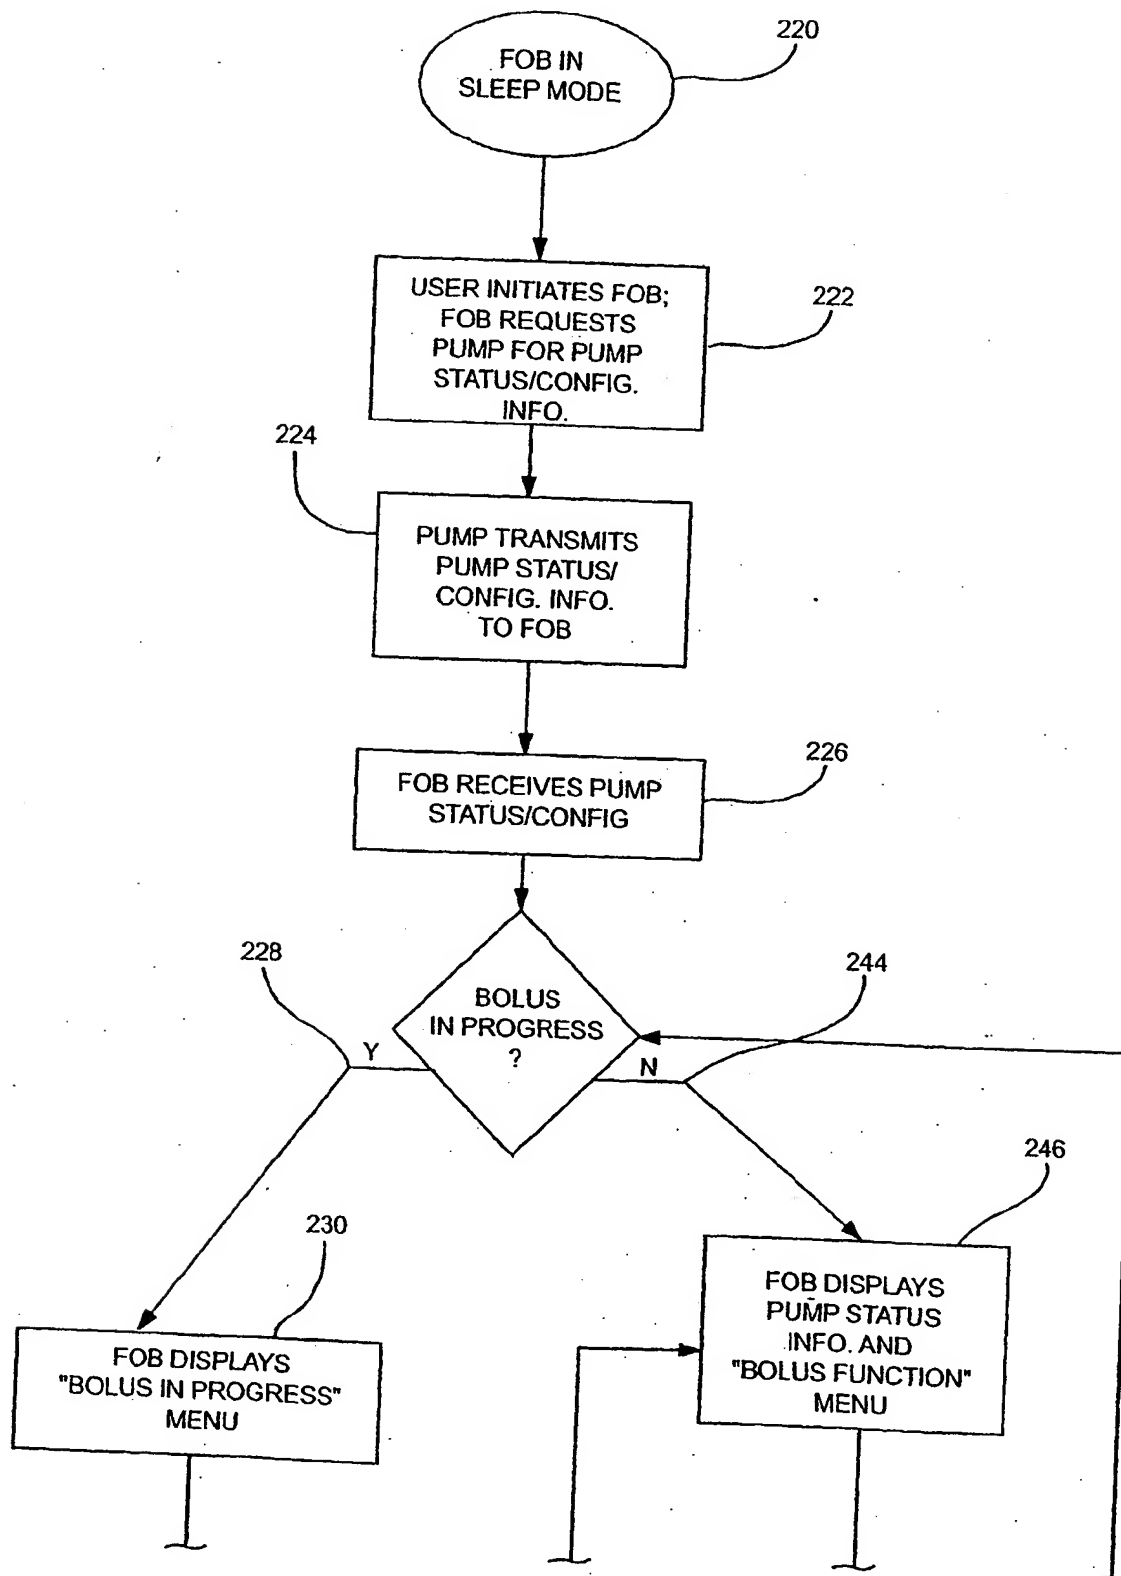 220
FOB IN
SLEEP MODE
USER INITIATES FOB;
FOB REQUESTS
PUMP FOR PUMP
STATUS/CONFIG.
INFO.
222
224
PUMP TRANSMITS
PUMP STATUS/
CONFIG. INFO.
TO FOB
226
FOB RECEIVES PUMP
STATUS/CONFIG
228
244
BOLUS
IN PROGRESS
?
Y
N
246
230
FOB DISPLAYS
PUMP STATUS
INFO. AND
"BOLUS FUNCTION"
MENU
FOB DISPLAYS
"BOLUS IN PROGRESS"
MENU